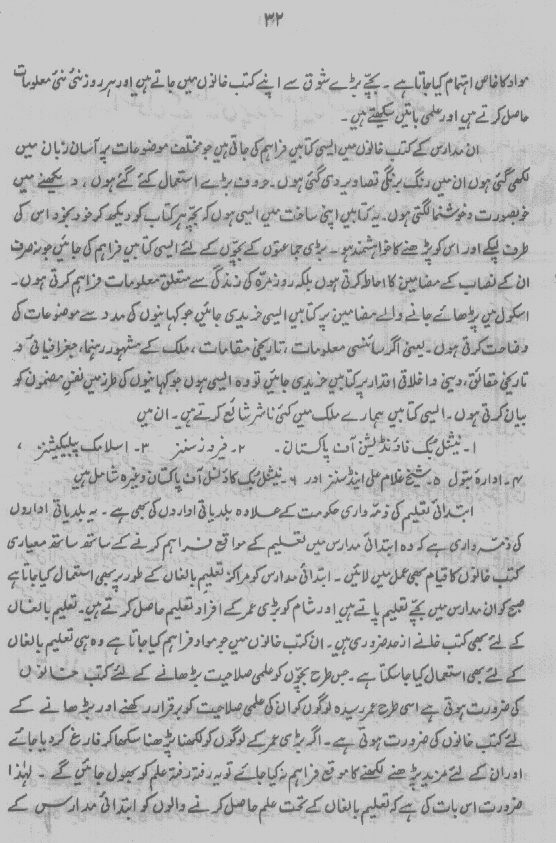 ۳۲
مواد کا خاص اہتمام کیا جاتا ہے ۔ بچّے بڑے شوق سے اپنے کتب خانوں میں جاتے ہیں اور ہر روز نئی نئی معلومات
حاصل کرتے ہیں اور علمی باتیں سیکھتے ہیں ۔
ان مدارس کے کتب خانوں میں ایسی کتابیں فراہم کی جاتی ہیں جو مختلف موضوعات پر آسان زبان میں
لکھی گئی ہوں ان میں رنگ برنگی تصاویر دی گئی ہوں ۔ حروف بڑے استعمال کئے گئے ہوں ، دیکھنے میں
خوبصورت و خوشنما لگتی ہوں ۔ یہ کتابیں اپنی ساخت میں ایسی ہوں کہ بچہ ہر کتاب کو دیکھ کر خود بخود اس کی
طرف لپکے اور اس کو پڑھنے کا خواہشمند ہو ۔ بڑی جماعتوں کے بچّوں کے لئے ایسی کتابیں فراہم کی جائیں جو نہ صرف
ان کے نصاب کے مضامین کا احاطہ کرتی ہوں بلکہ روزمرّہ کی زندگی سے متعلق معلومات فراہم کرتی ہوں ۔
اسکول میں پڑھائے جانے والے مضامین پر کتابیں ایسی خریدی جائیں جو کہانیوں کی مدد سے موضوعات کی
وضاحت کرتی ہوں ۔ یعنی اگر سائنسی معلومات ، تاریخی مقامات ، ملک کے مشہور رہنما ، جغرافیائی و
تاریخی حقائق ، دینی و اخلاقی اقدار پر کتابیں خریدی جائیں تو وہ ایسی ہوں جو کہانیوں کی طرز میں نفسِ مضمون کو
بیان کرتی ہوں ۔ ایسی کتابیں ہمارے ملک میں کئی ناشر شائع کرتے ہیں ۔ ان میں
۱۔ نیشنل بک فاؤنڈیشن آف پاکستان ۔ ۲۔ فیروز سنز ۳۔ اسلامک پبلیکیشنز ،
۴۔ ادارہ بتول ۵۔ شیخ غلام علی اینڈ سنز اور ۶۔ نیشنل بک کاؤنسل آف پاکستان وغیرہ شامل ہیں
ابتدائی تعلیم کی ذمّہ داری حکومت کے علاوہ بلدیاتی اداروں کی بھی ہے ۔ یہ بلدیاتی اداروں
کی ذمّہ داری ہے کہ وہ ابتدائی مدارس میں تعلیم کے مواقع فراہم کرنے کے ساتھ ساتھ معیاری
کتب خانوں کا قیام بھی عمل میں لائیں ۔ ابتدائی مدارس کو مراکز تعلیم بالغاں کے طور پر بھی استعمال کیا جاتا ہے
صبح کو ان مدارس میں بچّے تعلیم پاتے ہیں اور شام کو بڑی عمر کے افراد تعلیم حاصل کرتے ہیں ۔ تعلیم بالغاں
کے لئے بھی کتب خانے از حد ضروری ہیں ۔ ان کتب خانوں میں جو مواد فراہم کیا جاتا ہے وہ ہی تعلیم بالغاں
کے لئے بھی استعمال کیا جاسکتا ہے ۔ جس طرح بچّوں کو علمی صلاحیت بڑھانے کے لئے کتب خانوں
کی ضرورت ہوتی ہے اسی طرح عمر رسیدہ لوگوں کو ان کی علمی صلاحیت کو برقرار رکھنے اور بڑھانے کے
لئے کتب خانوں کی ضرورت ہوتی ہے ۔ اگر بڑی عمر کے لوگوں کو لکھنا پڑھنا سکھا کر فارغ کر دیا جائے
اور ان کے لئے مزید پڑھنے لکھنے کا موقع فراہم نہ کیا جائے تو یہ رفتہ رفتہ علم کو بھول جائیں گے ۔ لہٰذا
ضرورت اس بات کی ہے کہ تعلیم بالغاں کے تحت علم حاصل کرنے والوں کو ابتدائی مدارس کے